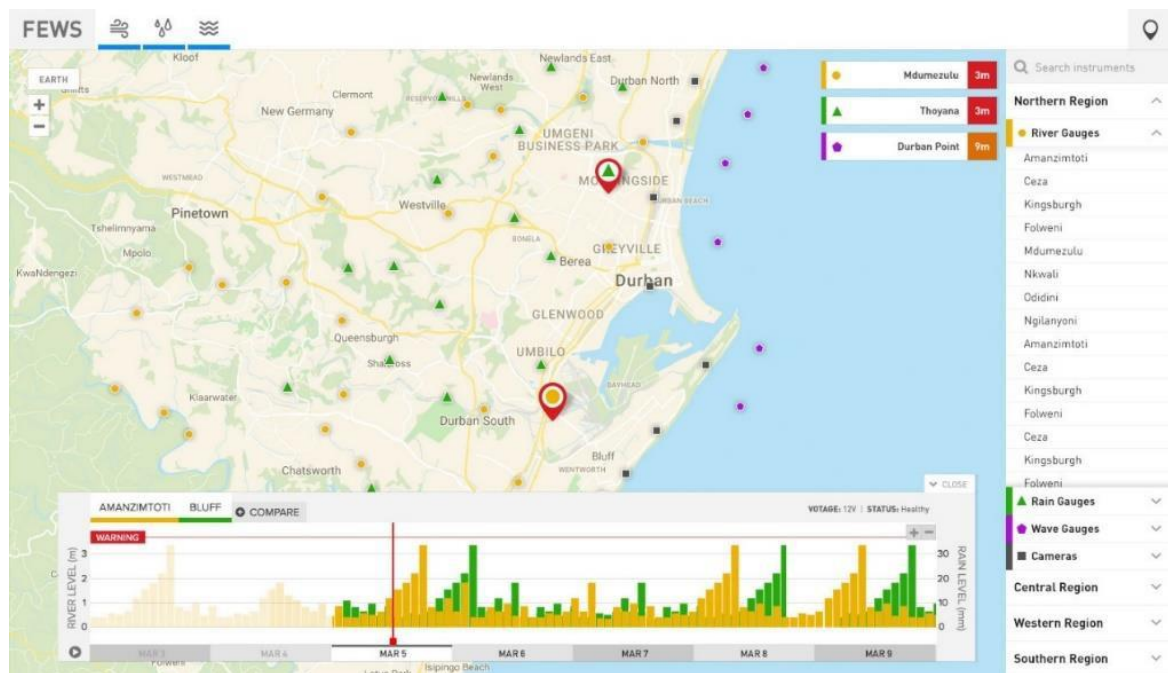 FEWS
EARTH
+
−
Kloof
Newlands East
Newlands
West
Durban North
Clermont
New Germany
UMGENI
BUSINESS PARK
WESTMEAD
MORNINGSIDE
Pinetown
Westville
Tshelimnyama
BONELA
GREYVILLE
Mpolo
Berea
KwaNdengezi
Durban
GLENWOOD
Queensburgh
UMBILO
BAYHEAD
Klaarwater
Durban South
Bluff
WENTWORTH
Chatsworth
Isipingo Beach
Mdumezulu 3m
Thoyana 3m
Durban Point 9m
CLOSE
AMANZIMTOTI BLUFF COMPARE
VOTAGE: 12V | STATUS: Healthy
WARNING
+ −
RIVER LEVEL (m)
3
2
1
0
30
20
10
0
RAIN LEVEL (mm)
MAR 3 MAR 4 MAR 5 MAR 6 MAR 7 MAR 8 MAR 9
Search instruments
Northern Region
River Gauges
Amanzimtoti
Ceza
Kingsburgh
Folweni
Mdumezulu
Nkwali
Odidini
Ngilanyoni
Amanzimtoti
Ceza
Kingsburgh
Folweni
Ceza
Kingsburgh
Folweni
Rain Gauges
Wave Gauges
Cameras
Central Region
Western Region
Southern Region